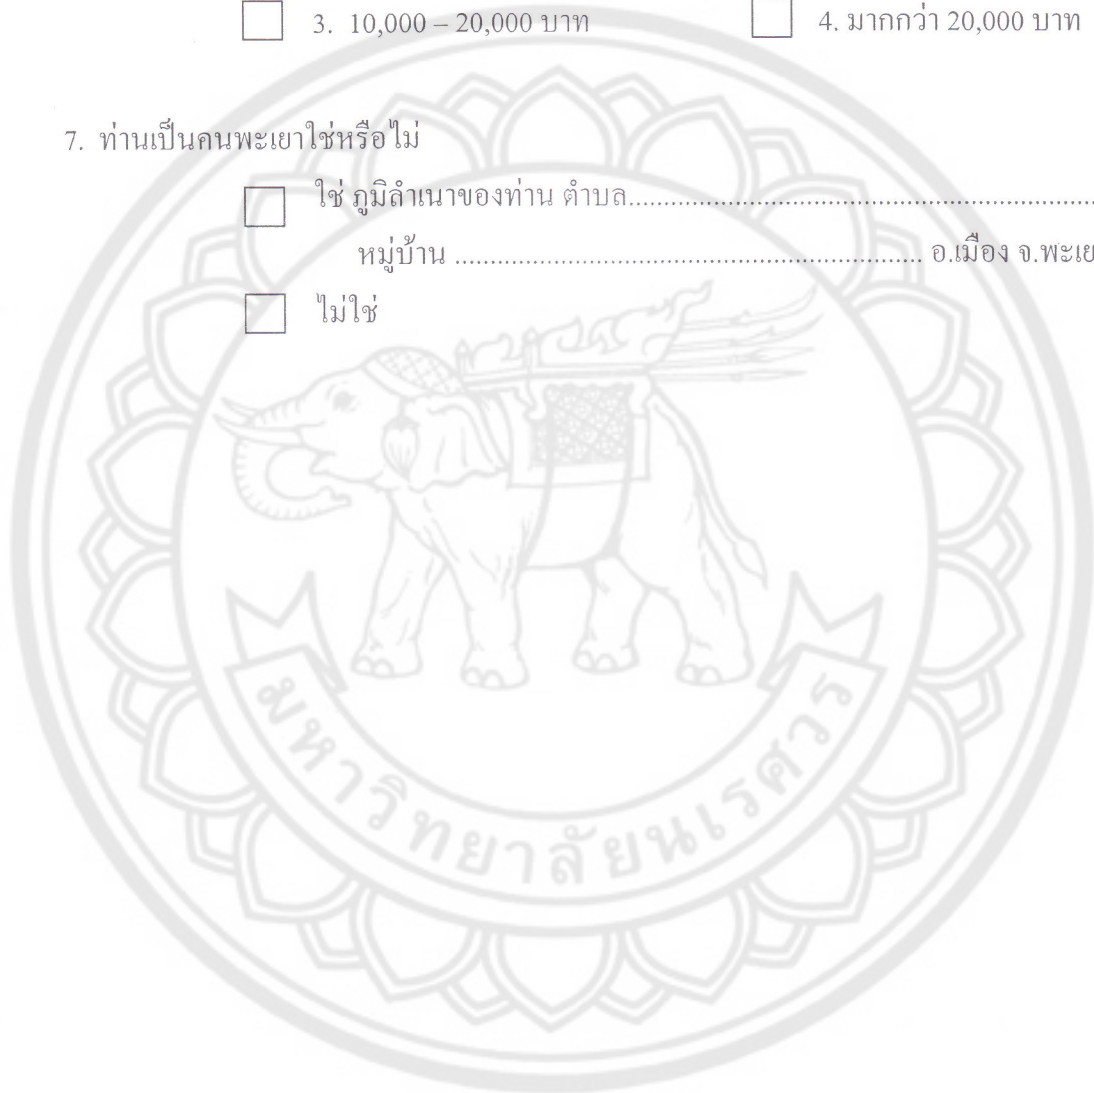 3. 10,000 – 20,000 บาท 4. มากกว่า 20,000 บาท
7. ท่านเป็นคนพะเยาใช่หรือไม่
ใช่ ภูมิลำเนาของท่าน ตำบล..........................................................................
หมู่บ้าน .................................................................. อ.เมือง จ.พะเย
ไม่ใช่
มหาวิทยาลัยนเรศวร